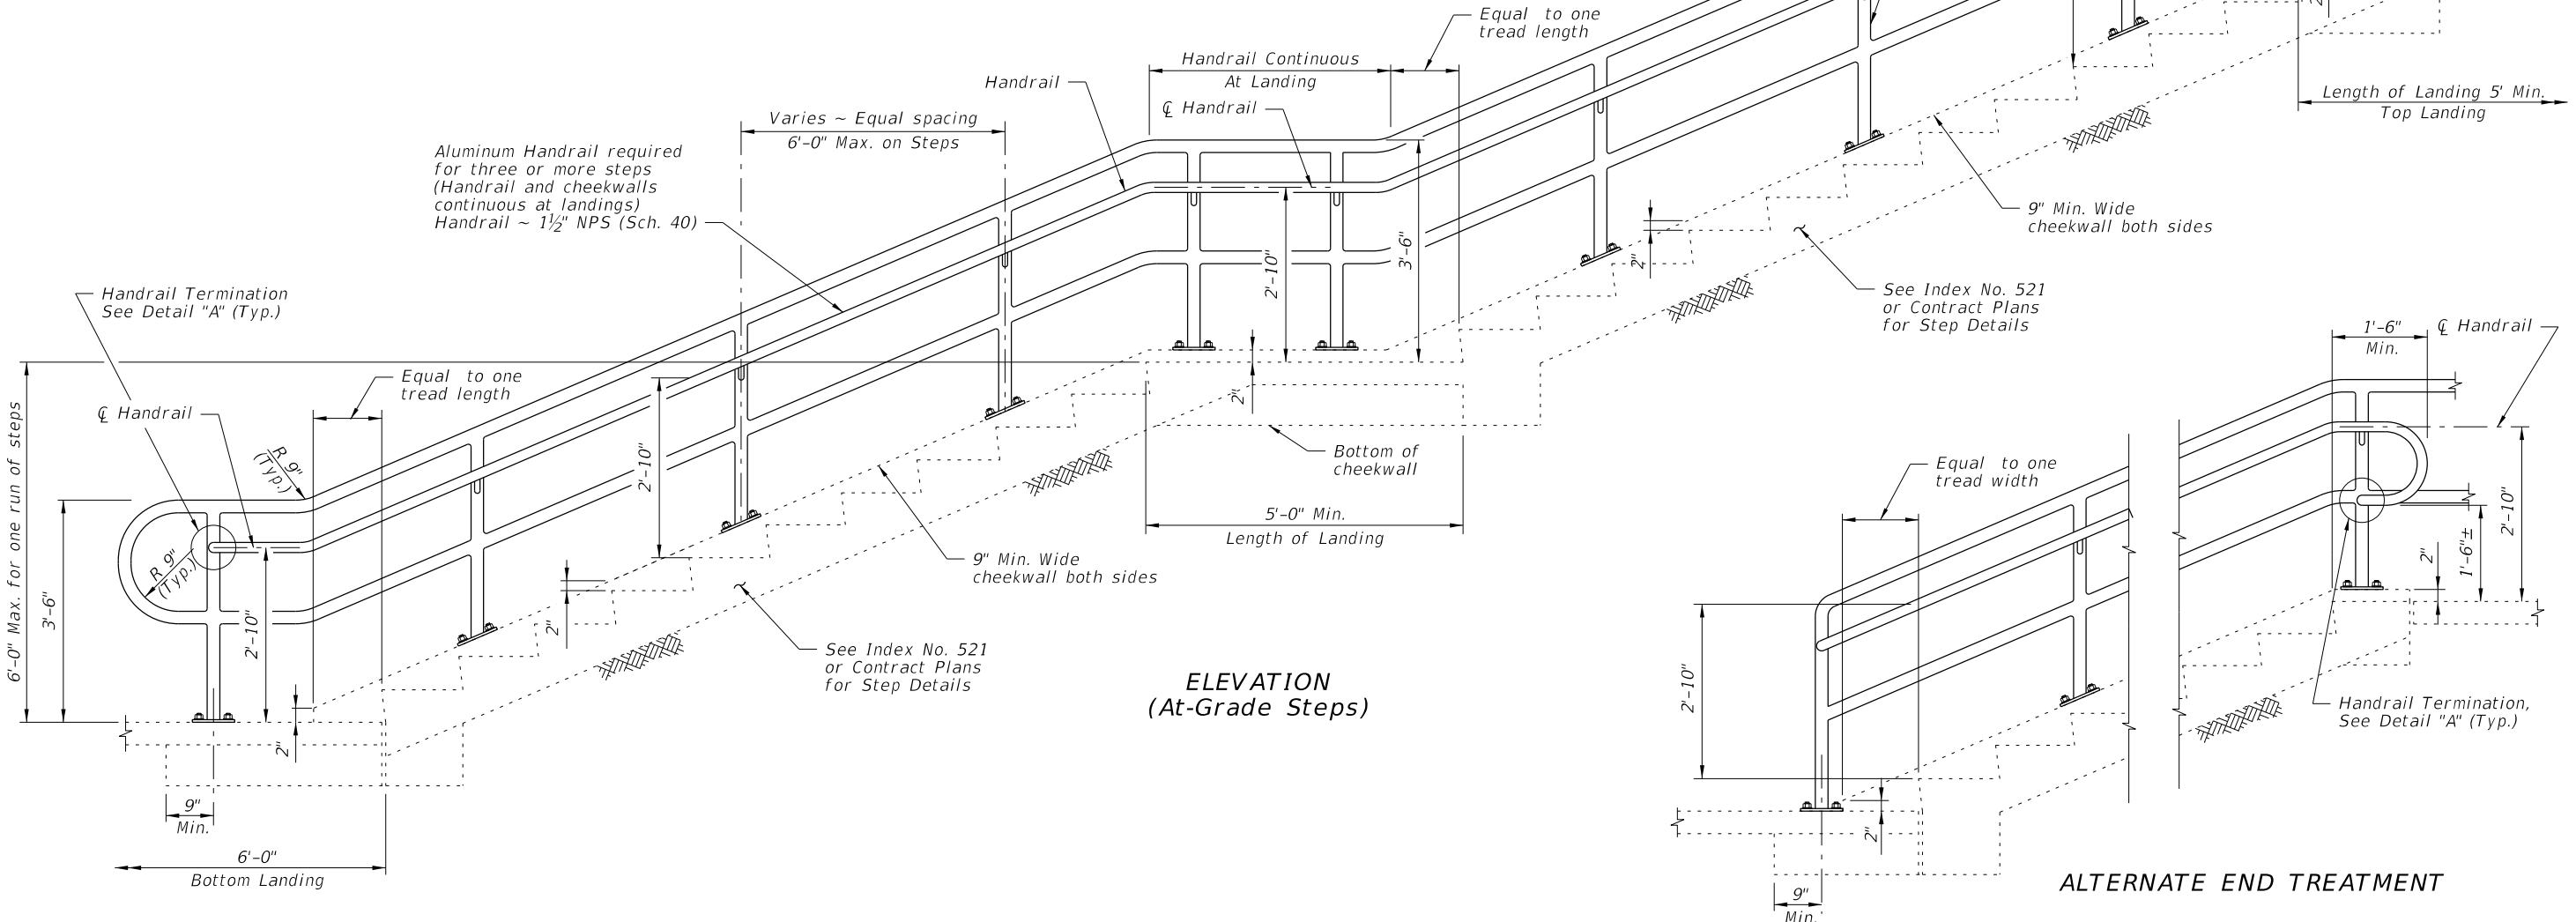 Equal to one
tread length
Handrail Continuous
At Landing
Handrail
℄ Handrail
Length of Landing 5' Min.
Top Landing
Varies ~ Equal spacing
6'-0" Max. on Steps
Aluminum Handrail required
for three or more steps
(Handrail and cheekwalls
continuous at landings)
Handrail ~ 1½" NPS (Sch. 40)
9" Min. Wide
cheekwall both sides
2'-10"
3'-6"
2"
Handrail Termination
See Detail "A" (Typ.)
See Index No. 521
or Contract Plans
for Step Details
1'-6"
Min.
℄ Handrail
Equal to one
tread length
℄ Handrail
2"
6'-0" Max. for one run of steps
R 9"
(Typ.)
2'-10"
Bottom of
cheekwall
Equal to one
tread width
2'-10"
5'-0" Min.
Length of Landing
R 9"
(Typ.)
9" Min. Wide
cheekwall both sides
2"
1'-6"±
3'-6"
2'-10"
2"
See Index No. 521
or Contract Plans
for Step Details
ELEVATION
(At-Grade Steps)
2'-10"
Handrail Termination,
See Detail "A" (Typ.)
2"
9"
Min.
2"
6'-0"
Bottom Landing
ALTERNATE END TREATMENT
9"
Min.